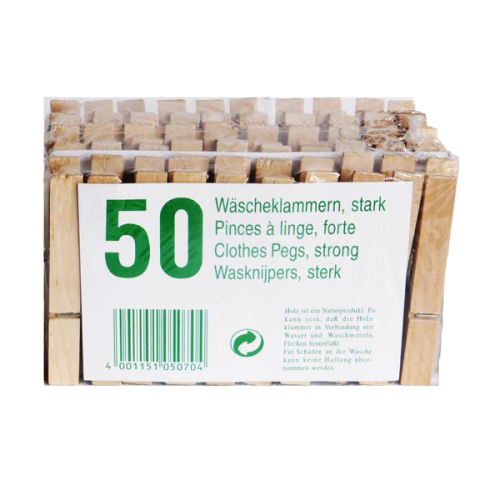 50
Wäscheklammern, stark
Pinces à linge, forte
Clothes Pegs, strong
Wasknijpers, sterk
Holz ist ein Naturprodukt. Es
kann sein, daß die Holz-
klammer in Verbindung mit
Wasser und Waschmitteln
Flecken hinterläßt.
Für Schäden an der Wäsche
kann keine Haftung über-
nommen werden.
4 001151 050704